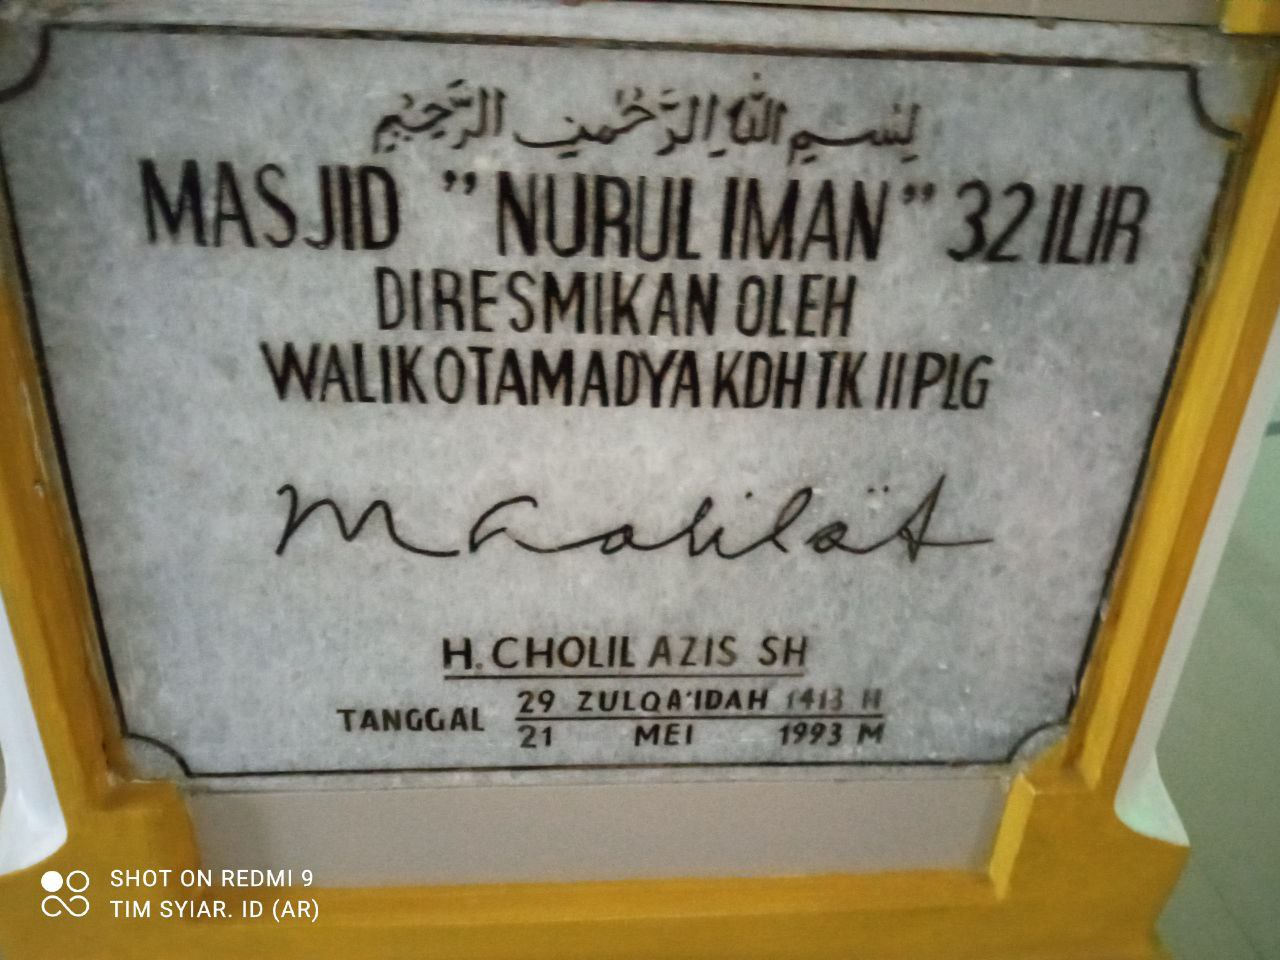 بِسْمِ اللهِ الرَّحْمٰنِ الرَّحِيْمِ
MASJID "NURUL IMAN" 32 ILIR
DIRESMIKAN OLEH
WALIKOTAMADYA KDH TK II PLG
H. CHOLIL AZIS SH
TANGGAL 29 ZULQA'IDAH 1413 H
21 MEI 1993 M
SHOT ON REDMI 9
TIM SYIAR. ID (AR)